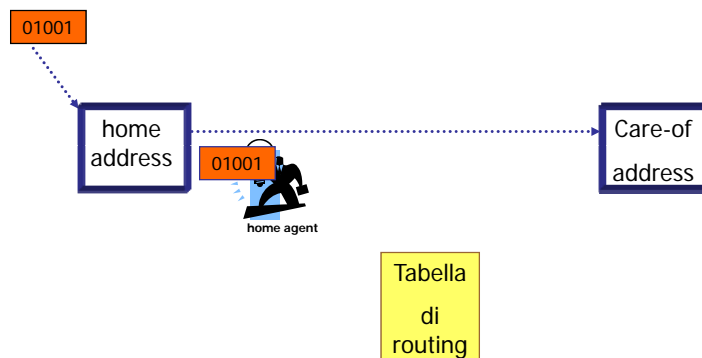 01001
home
address
01001
home agent
Care-of
address
Tabella
di
routing